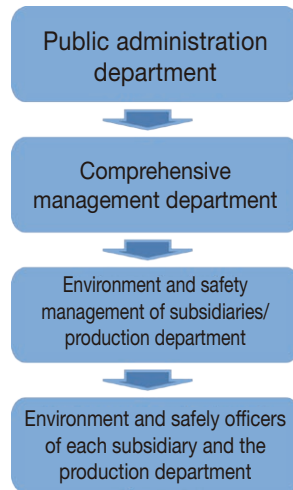 Public administration
department
Comprehensive
management department
Environment and safety
management of subsidiaries/
production department
Environment and safely officers
of each subsidiary and the
production department